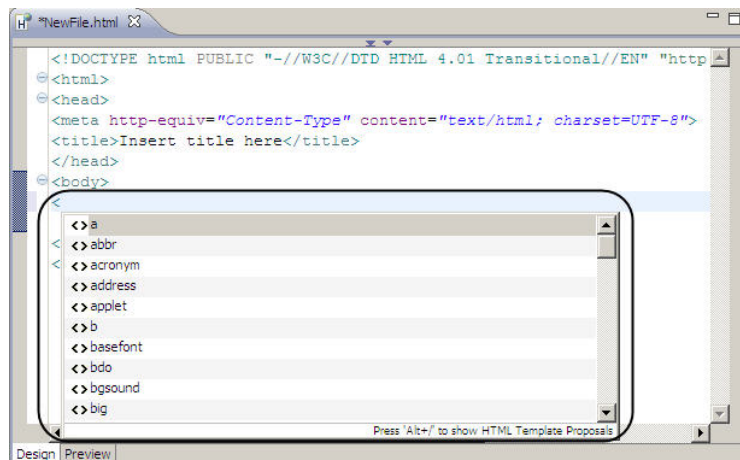 *NewFile.html
<!DOCTYPE html PUBLIC "-//W3C//DTD HTML 4.01 Transitional//EN" "http
<html>
<head>
<meta http-equiv="Content-Type" content="text/html; charset=UTF-8">
<title>Insert title here</title>
</head>
<body>
<
<> a
<
<> abbr
<
<> acronym
<> address
<> applet
<> b
<> basefont
<> bdo
<> bgsound
<> big
Press 'Alt+/' to show HTML Template Proposals
Design Preview